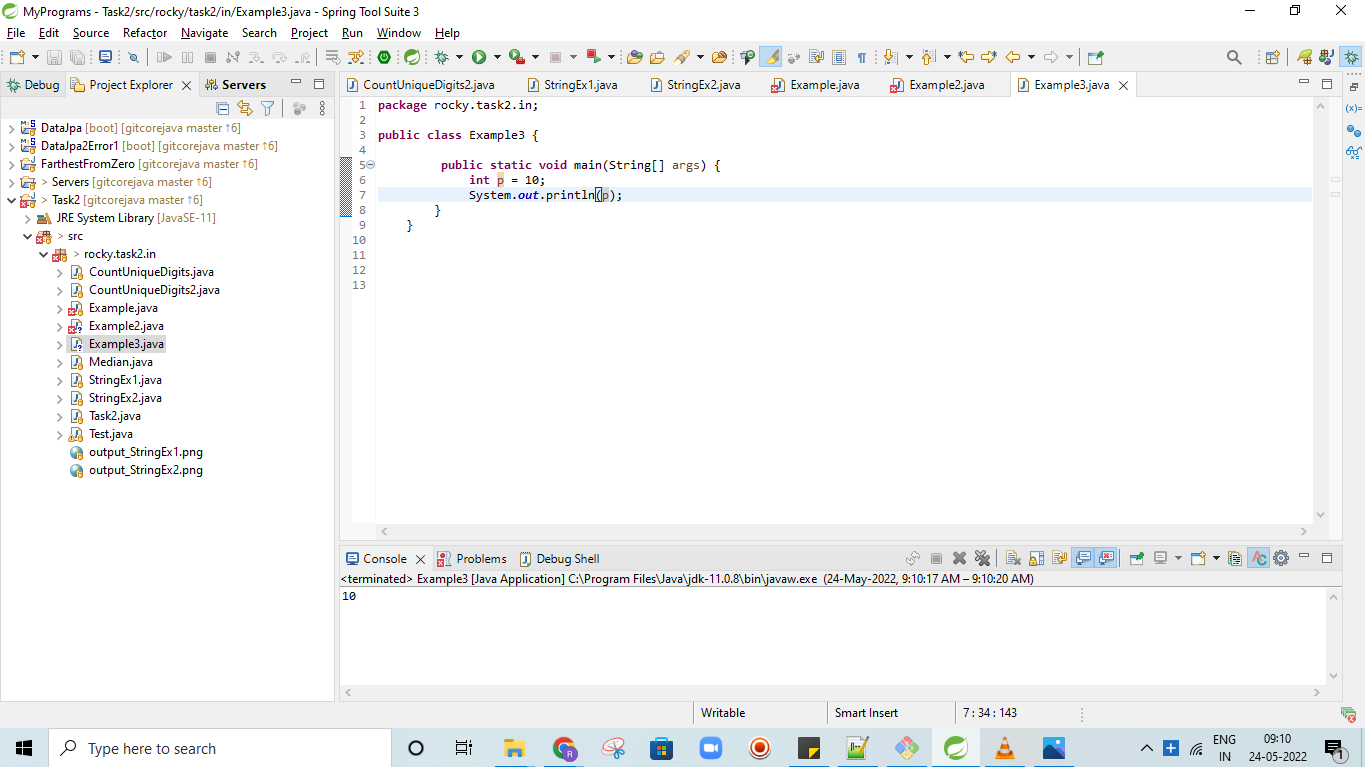 MyPrograms - Task2/src/rocky/task2/in/Example3.java - Spring Tool Suite 3
File Edit Source Refactor Navigate Search Project Run Window Help
Debug Project Explorer Servers
DataJpa [boot] [gitcorejava master ↑6]
DataJpa2Error1 [boot] [gitcorejava master ↑6]
FarthestFromZero [gitcorejava master ↑6]
> Servers [gitcorejava master ↑6]
> Task2 [gitcorejava master ↑6]
JRE System Library [JavaSE-11]
> src
> rocky.task2.in
CountUniqueDigits.java
CountUniqueDigits2.java
Example.java
Example2.java
Example3.java
Median.java
StringEx1.java
StringEx2.java
Task2.java
Test.java
output_StringEx1.png
output_StringEx2.png
CountUniqueDigits2.java StringEx1.java StringEx2.java Example.java Example2.java Example3.java
1 package rocky.task2.in;
2
3 public class Example3 {
4
5 public static void main(String[] args) {
6 int p = 10;
7 System.out.println(p);
8 }
9 }
10
11
12
13
Console Problems Debug Shell
<terminated> Example3 [Java Application] C:\Program Files\Java\jdk-11.0.8\bin\javaw.exe (24-May-2022, 9:10:17 AM – 9:10:20 AM)
10
Writable Smart Insert 7 : 34 : 143
Type here to search
ENG 09:10
IN 24-05-2022
1